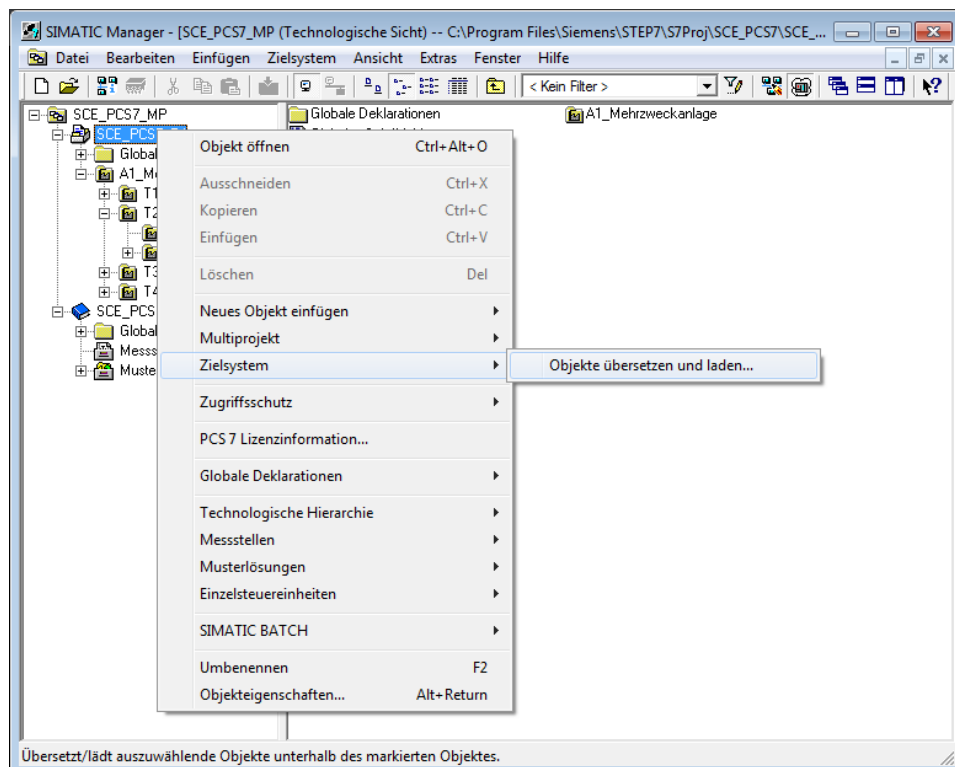 SIMATIC Manager - [SCE_PCS7_MP (Technologische Sicht) -- C:\Program Files\Siemens\STEP7\S7Proj\SCE_PCS7\SCE_...
Datei Bearbeiten Einfügen Zielsystem Ansicht Extras Fenster Hilfe
< Kein Filter >
SCE_PCS7_MP
SCE_PCS
Global
A1_M
T1
T2
T3
T4
SCE_PCS
Global
Messs
Muste
Globale Deklarationen
A1_Mehrzweckanlage
Objekt öffnen Ctrl+Alt+O
Ausschneiden Ctrl+X
Kopieren Ctrl+C
Einfügen Ctrl+V
Löschen Del
Neues Objekt einfügen
Multiprojekt
Zielsystem
Objekte übersetzen und laden...
Zugriffsschutz
PCS 7 Lizenzinformation...
Globale Deklarationen
Technologische Hierarchie
Messstellen
Musterlösungen
Einzelsteuereinheiten
SIMATIC BATCH
Umbenennen F2
Objekteigenschaften... Alt+Return
Übersetzt/lädt auszuwählende Objekte unterhalb des markierten Objektes.